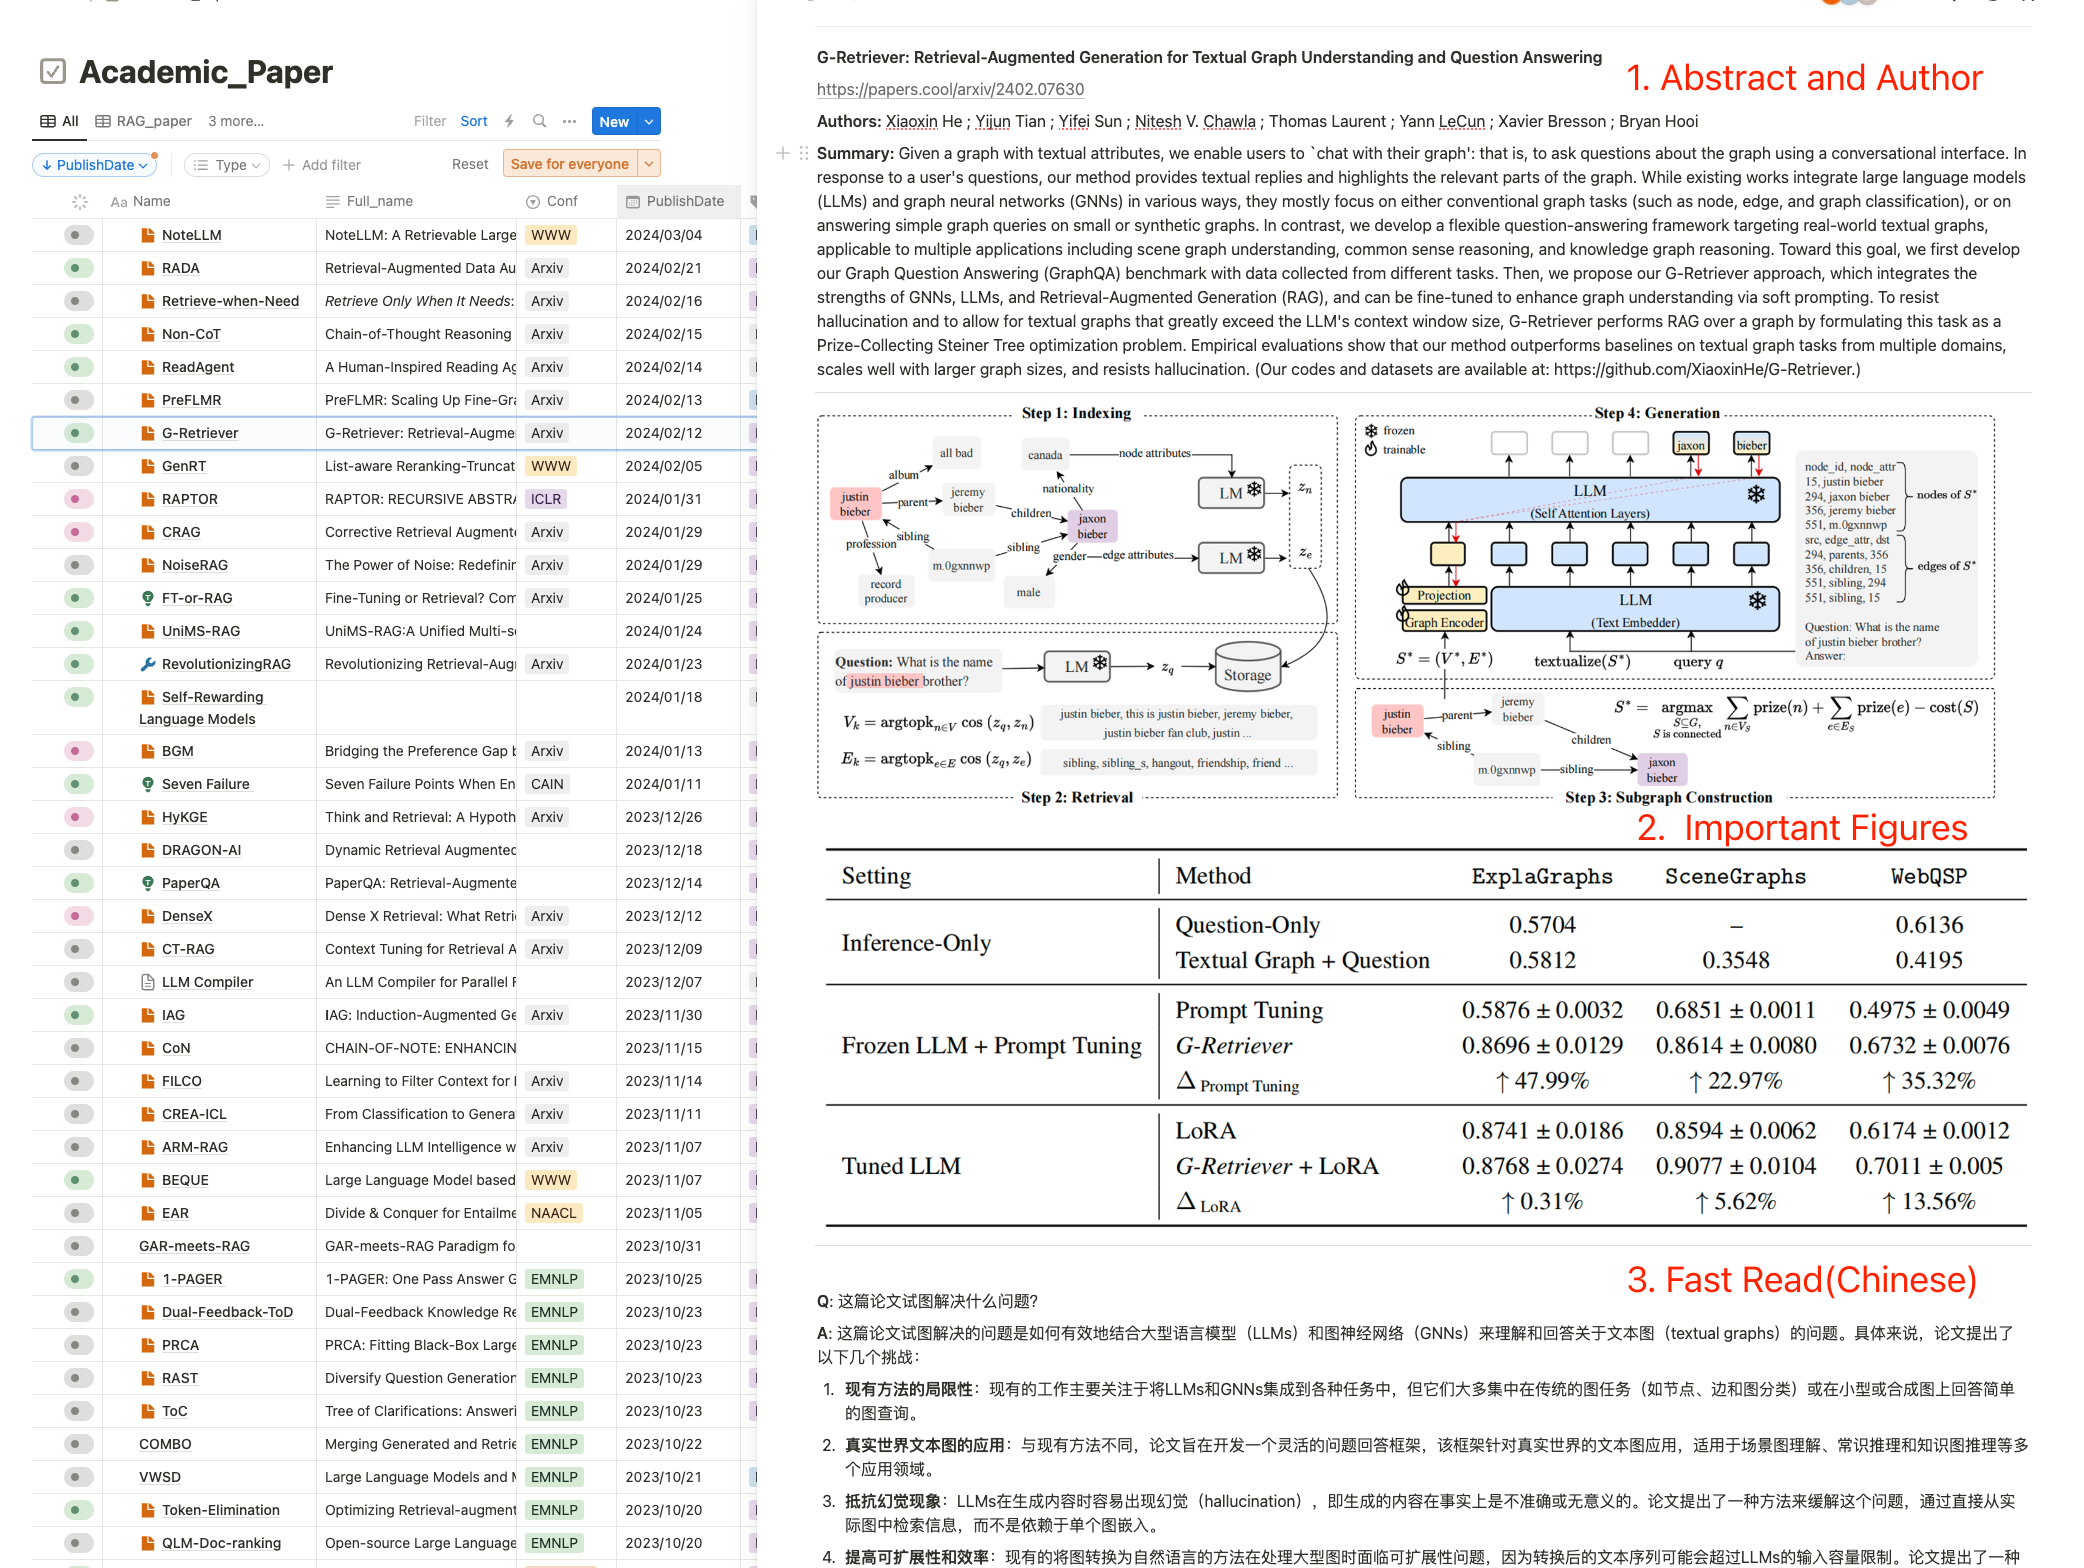 Academic_Paper
All
RAG_paper
3 more...
Filter
Sort
New
PublishDate
Type
Add filter
Reset
Save for everyone
Aa Name
Full_name
Conf
PublishDate
NoteLLM
NoteLLM: A Retrievable Large
WWW
2024/03/04
RADA
Retrieval-Augmented Data Au
Arxiv
2024/02/21
Retrieve-when-Need
Retrieve Only When It Needs:
Arxiv
2024/02/16
Non-CoT
Chain-of-Thought Reasoning
Arxiv
2024/02/15
ReadAgent
A Human-Inspired Reading Ag
Arxiv
2024/02/14
PreFLMR
PreFLMR: Scaling Up Fine-Gra
Arxiv
2024/02/13
G-Retriever
G-Retriever: Retrieval-Augme
Arxiv
2024/02/12
GenRT
List-aware Reranking-Truncat
WWW
2024/02/05
RAPTOR
RAPTOR: RECURSIVE ABSTRA
ICLR
2024/01/31
CRAG
Corrective Retrieval Augment
Arxiv
2024/01/29
NoiseRAG
The Power of Noise: Redefinin
Arxiv
2024/01/29
FT-or-RAG
Fine-Tuning or Retrieval? Com
Arxiv
2024/01/25
UniMS-RAG
UniMS-RAG:A Unified Multi-so
2024/01/24
RevolutionizingRAG
Revolutionizing Retrieval-Aug
Arxiv
2024/01/23
Self-Rewarding
Language Models
2024/01/18
BGM
Bridging the Preference Gap b
Arxiv
2024/01/13
Seven Failure
Seven Failure Points When En
CAIN
2024/01/11
HyKGE
Think and Retrieval: A Hypoth
Arxiv
2023/12/26
DRAGON-AI
Dynamic Retrieval Augmented
2023/12/18
PaperQA
PaperQA: Retrieval-Augmente
2023/12/14
DenseX
Dense X Retrieval: What Retri
Arxiv
2023/12/12
CT-RAG
Context Tuning for Retrieval A
Arxiv
2023/12/09
LLM Compiler
An LLM Compiler for Parallel F
2023/12/07
IAG
IAG: Induction-Augmented Ge
Arxiv
2023/11/30
CoN
CHAIN-OF-NOTE: ENHANCIN
2023/11/15
FILCO
Learning to Filter Context for
Arxiv
2023/11/14
CREA-ICL
From Classification to Genera
Arxiv
2023/11/11
ARM-RAG
Enhancing LLM Intelligence w
Arxiv
2023/11/07
BEQUE
Large Language Model based
WWW
2023/11/07
EAR
Divide & Conquer for Entailme
NAACL
2023/11/05
GAR-meets-RAG
GAR-meets-RAG Paradigm fo
2023/10/31
1-PAGER
1-PAGER: One Pass Answer G
EMNLP
2023/10/25
Dual-Feedback-ToD
Dual-Feedback Knowledge Re
EMNLP
2023/10/23
PRCA
PRCA: Fitting Black-Box Large
EMNLP
2023/10/23
RAST
Diversify Question Generation
EMNLP
2023/10/23
ToC
Tree of Clarifications: Answeri
EMNLP
2023/10/23
COMBO
Merging Generated and Retrie
EMNLP
2023/10/22
VWSD
Large Language Models and M
EMNLP
2023/10/21
Token-Elimination
Optimizing Retrieval-augment
EMNLP
2023/10/20
QLM-Doc-ranking
Open-source Large Language
EMNLP
2023/10/20
G-Retriever: Retrieval-Augmented Generation for Textual Graph Understanding and Question Answering
1. Abstract and Author
https://papers.cool/arxiv/2402.07630
Authors: Xiaoxin He ; Yijun Tian ; Yifei Sun ; Nitesh V. Chawla ; Thomas Laurent ; Yann LeCun ; Xavier Bresson ; Bryan Hooi
Summary: Given a graph with textual attributes, we enable users to `chat with their graph': that is, to ask questions about the graph using a conversational interface. In
response to a user's questions, our method provides textual replies and highlights the relevant parts of the graph. While existing works integrate large language models
(LLMs) and graph neural networks (GNNs) in various ways, they mostly focus on either conventional graph tasks (such as node, edge, and graph classification), or on
answering simple graph queries on small or synthetic graphs. In contrast, we develop a flexible question-answering framework targeting real-world textual graphs,
applicable to multiple applications including scene graph understanding, common sense reasoning, and knowledge graph reasoning. Toward this goal, we first develop
our Graph Question Answering (GraphQA) benchmark with data collected from different tasks. Then, we propose our G-Retriever approach, which integrates the
strengths of GNNs, LLMs, and Retrieval-Augmented Generation (RAG), and can be fine-tuned to enhance graph understanding via soft prompting. To resist
hallucination and to allow for textual graphs that greatly exceed the LLM's context window size, G-Retriever performs RAG over a graph by formulating this task as a
Prize-Collecting Steiner Tree optimization problem. Empirical evaluations show that our method outperforms baselines on textual graph tasks from multiple domains,
scales well with larger graph sizes, and resists hallucination. (Our codes and datasets are available at: https://github.com/XiaoxinHe/G-Retriever.)
Step 1: Indexing
all bad
canada
node attributes
album
justin bieber
parent
jeremy bieber
nationality
children
jaxon bieber
sibling
profession
m.0gxnnwp
sibling
gender
edge attributes
record producer
male
LM
zₙ
LM
zₑ
Question: What is the name
of justin bieber brother?
LM
z_q
Storage
V_k = argtopk_{n∈V} cos (z_q, z_n)
justin bieber, this is justin bieber, jeremy bieber,
justin bieber fan club, justin ...
E_k = argtopk_{e∈E} cos (z_q, z_e)
sibling, sibling_s, hangout, friendship, friend ...
Step 2: Retrieval
Step 4: Generation
frozen
trainable
jaxon
bieber
LLM
(Self Attention Layers)
Projection
Graph Encoder
LLM
(Text Embedder)
S* = (V*, E*)
textualize(S*)
query q
node_id, node_attr
15, justin bieber
294, jaxon bieber
356, jeremy bieber
551, m.0gxnnwp
nodes of S*
src, edge_attr, dst
294, parents, 356
356, children, 15
551, sibling, 294
551, sibling, 15
edges of S*
Question: What is the name
of justin bieber brother?
Answer:
justin bieber
parent
jeremy bieber
sibling
children
m.0gxnnwp
sibling
jaxon bieber
S* = argmax_{S⊆G, S is connected} ∑_{n∈V_S} prize(n) + ∑_{e∈E_S} prize(e) − cost(S)
Step 3: Subgraph Construction
2. Important Figures
Setting Method ExplaGraphs SceneGraphs WebQSP
Inference-Only
Question-Only 0.5704 – 0.6136
Textual Graph + Question 0.5812 0.3548 0.4195
Frozen LLM + Prompt Tuning
Prompt Tuning 0.5876 ± 0.0032 0.6851 ± 0.0011 0.4975 ± 0.0049
G-Retriever 0.8696 ± 0.0129 0.8614 ± 0.0080 0.6732 ± 0.0076
Δ Prompt Tuning ↑ 47.99% ↑ 22.97% ↑ 35.32%
Tuned LLM
LoRA 0.8741 ± 0.0186 0.8594 ± 0.0062 0.6174 ± 0.0012
G-Retriever + LoRA 0.8768 ± 0.0274 0.9077 ± 0.0104 0.7011 ± 0.005
Δ LoRA ↑ 0.31% ↑ 5.62% ↑ 13.56%
3. Fast Read(Chinese)
Q: 这篇论文试图解决什么问题?
A: 这篇论文试图解决的问题是如何有效地结合大型语言模型（LLMs）和图神经网络（GNNs）来理解和回答关于文本图（textual graphs）的问题。具体来说，论文提出了
以下几个挑战：
1. 现有方法的局限性：现有的工作主要关注于将LLMs和GNNs集成到各种任务中，但它们大多集中在传统的图任务（如节点、边和图分类）或在小型或合成图上回答简单
的图查询。
2. 真实世界文本图的应用：与现有方法不同，论文旨在开发一个灵活的问题回答框架，该框架针对真实世界的文本图应用，适用于场景图理解、常识推理和知识图推理等多
个应用领域。
3. 抵抗幻觉现象：LLMs在生成内容时容易出现幻觉（hallucination），即生成的内容在事实上是不准确或无意义的。论文提出了一种方法来缓解这个问题，通过直接从实
际图中检索信息，而不是依赖于单个图嵌入。
4. 提高可扩展性和效率：现有的将图转换为自然语言的方法在处理大型图时面临可扩展性问题，因为转换后的文本序列可能会超过LLMs的输入容量限制。论文提出了一种